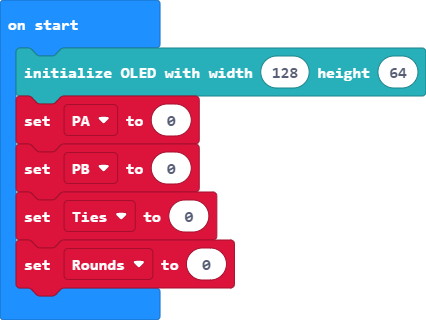 on start
initialize OLED with width 128 height 64
set PA to 0
set PB to 0
set Ties to 0
set Rounds to 0